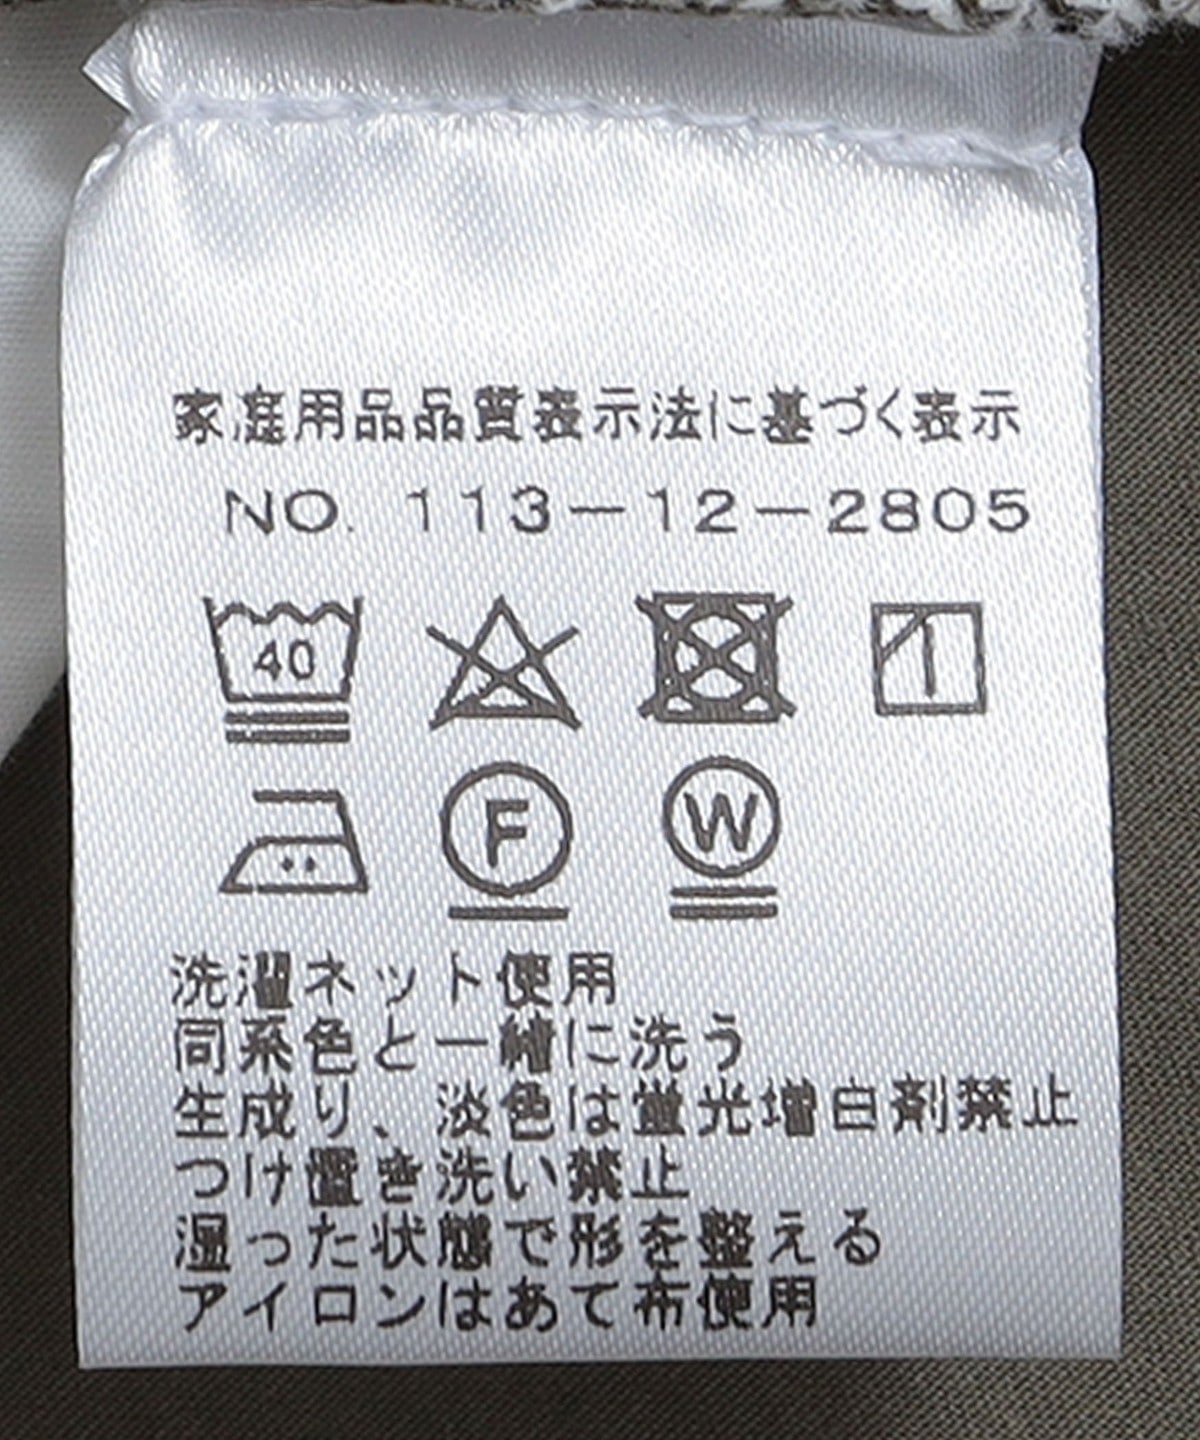 家庭用品品質表示法に基づく表示
NO. 113-12-2805
40
F W
洗濯ネット使用
同系色と一緒に洗う
生成り、淡色は蛍光増白剤禁止
つけ置き洗い禁止
湿った状態で形を整える
アイロンはあて布使用